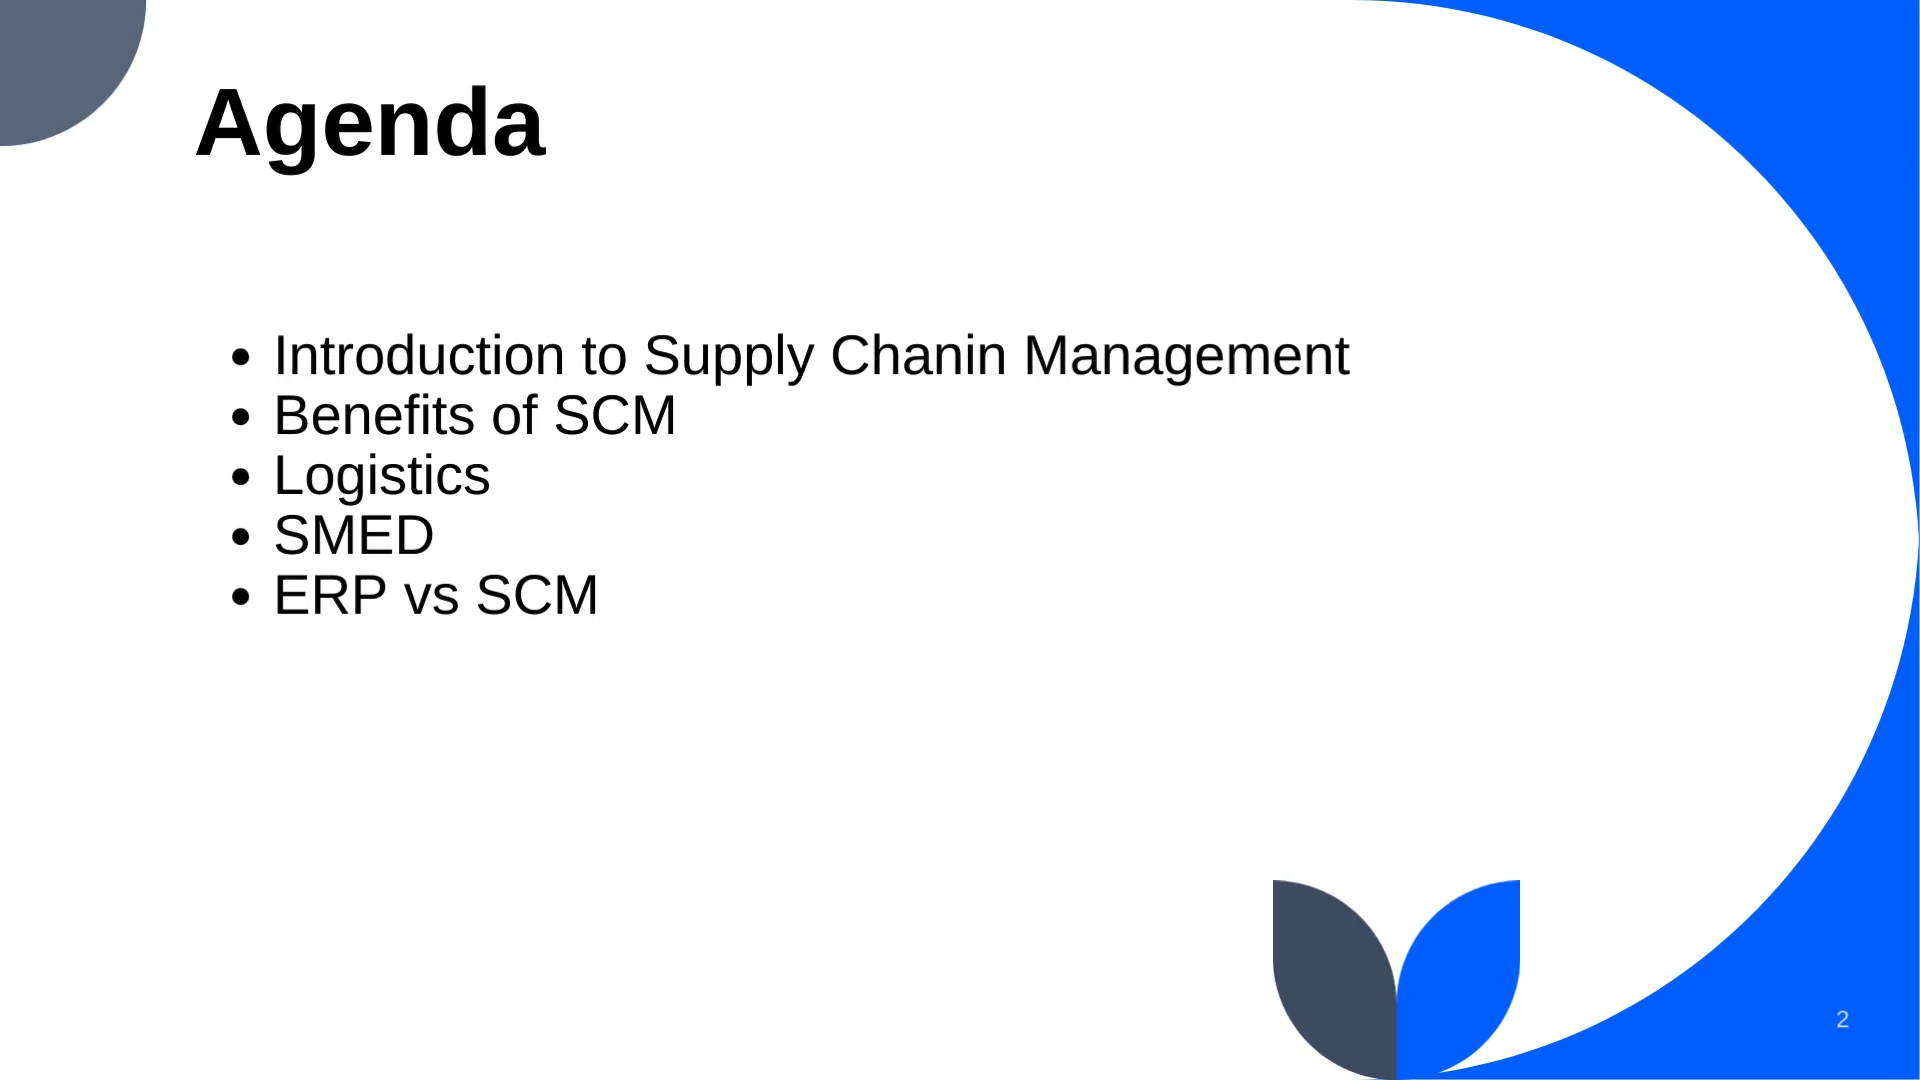 Agenda
• Introduction to Supply Chanin Management
• Benefits of SCM
• Logistics
• SMED
• ERP vs SCM
2